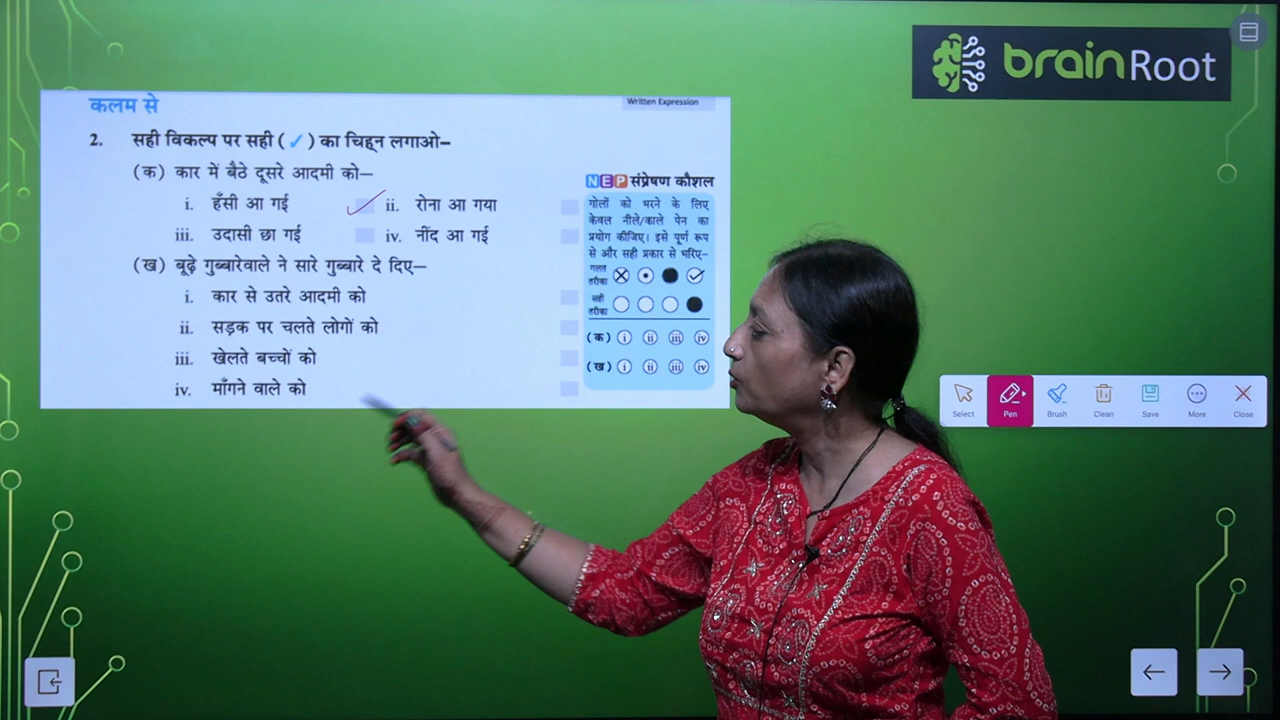 brainRoot
कलम से
Written Expression
2. सही विकल्प पर सही ( ✓ ) का चिह्न लगाओ–
(क) कार में बैठे दूसरे आदमी को–
i. हँसी आ गई ii. रोना आ गया
iii. उदासी छा गई iv. नींद आ गई
(ख) बूढ़े गुब्बारेवाले ने सारे गुब्बारे दे दिए–
i. कार से उतरे आदमी को
ii. सड़क पर चलते लोगों को
iii. खेलते बच्चों को
iv. माँगने वाले को
NEP संप्रेषण कौशल
गोलों को भरने के लिए
केवल नीले/काले पेन का
प्रयोग कीजिए। इसे पूर्ण रूप
से और सही प्रकार से भरिए–
गलत
तरीका
सही
तरीका
(क) i ii iii iv
(ख) i ii iii iv
Select Pen Brush Clean Save More Close